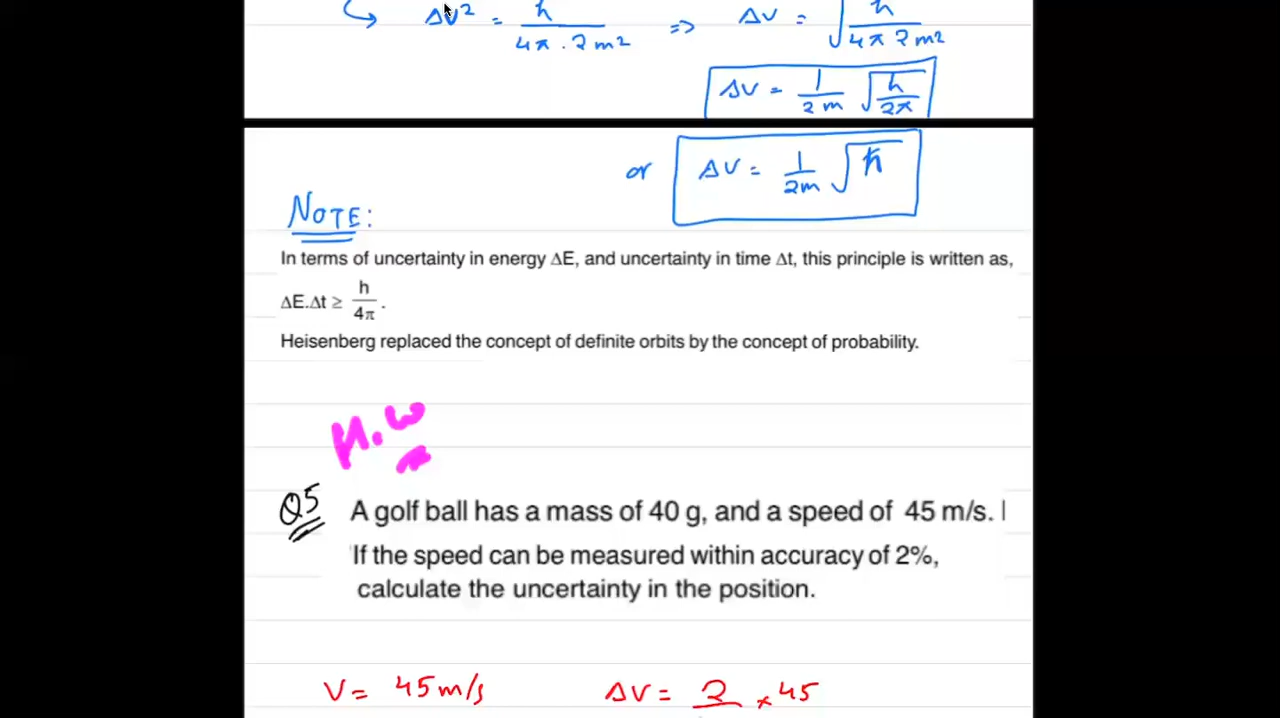 Δv² = h / 4π . 2m² => Δv = √ h / 4π 2m²
Δv = 1/2m √ h/2π
or Δv = 1/2m √ħ
NOTE:
In terms of uncertainty in energy ΔE, and uncertainty in time Δt, this principle is written as,
ΔE.Δt ≥ h/4π .
Heisenberg replaced the concept of definite orbits by the concept of probability.
H.W
Q5 A golf ball has a mass of 40 g, and a speed of 45 m/s.
If the speed can be measured within accuracy of 2%,
calculate the uncertainty in the position.
V = 45 m/s ΔV = 2 × 45